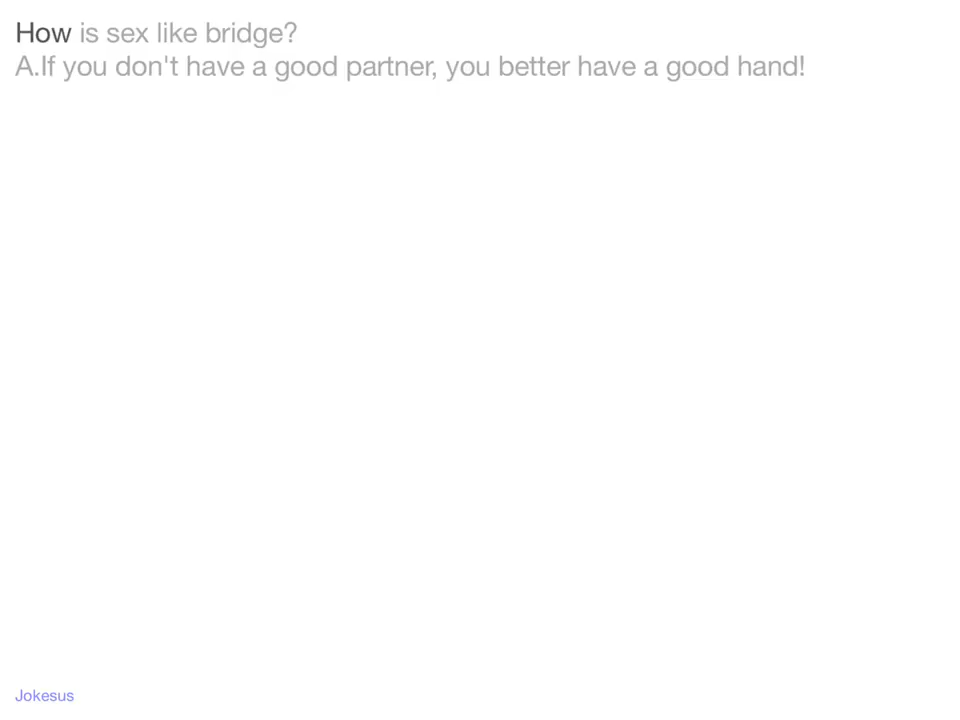 How is sex like bridge?
A.If you don't have a good partner, you better have a good hand!
Jokesus